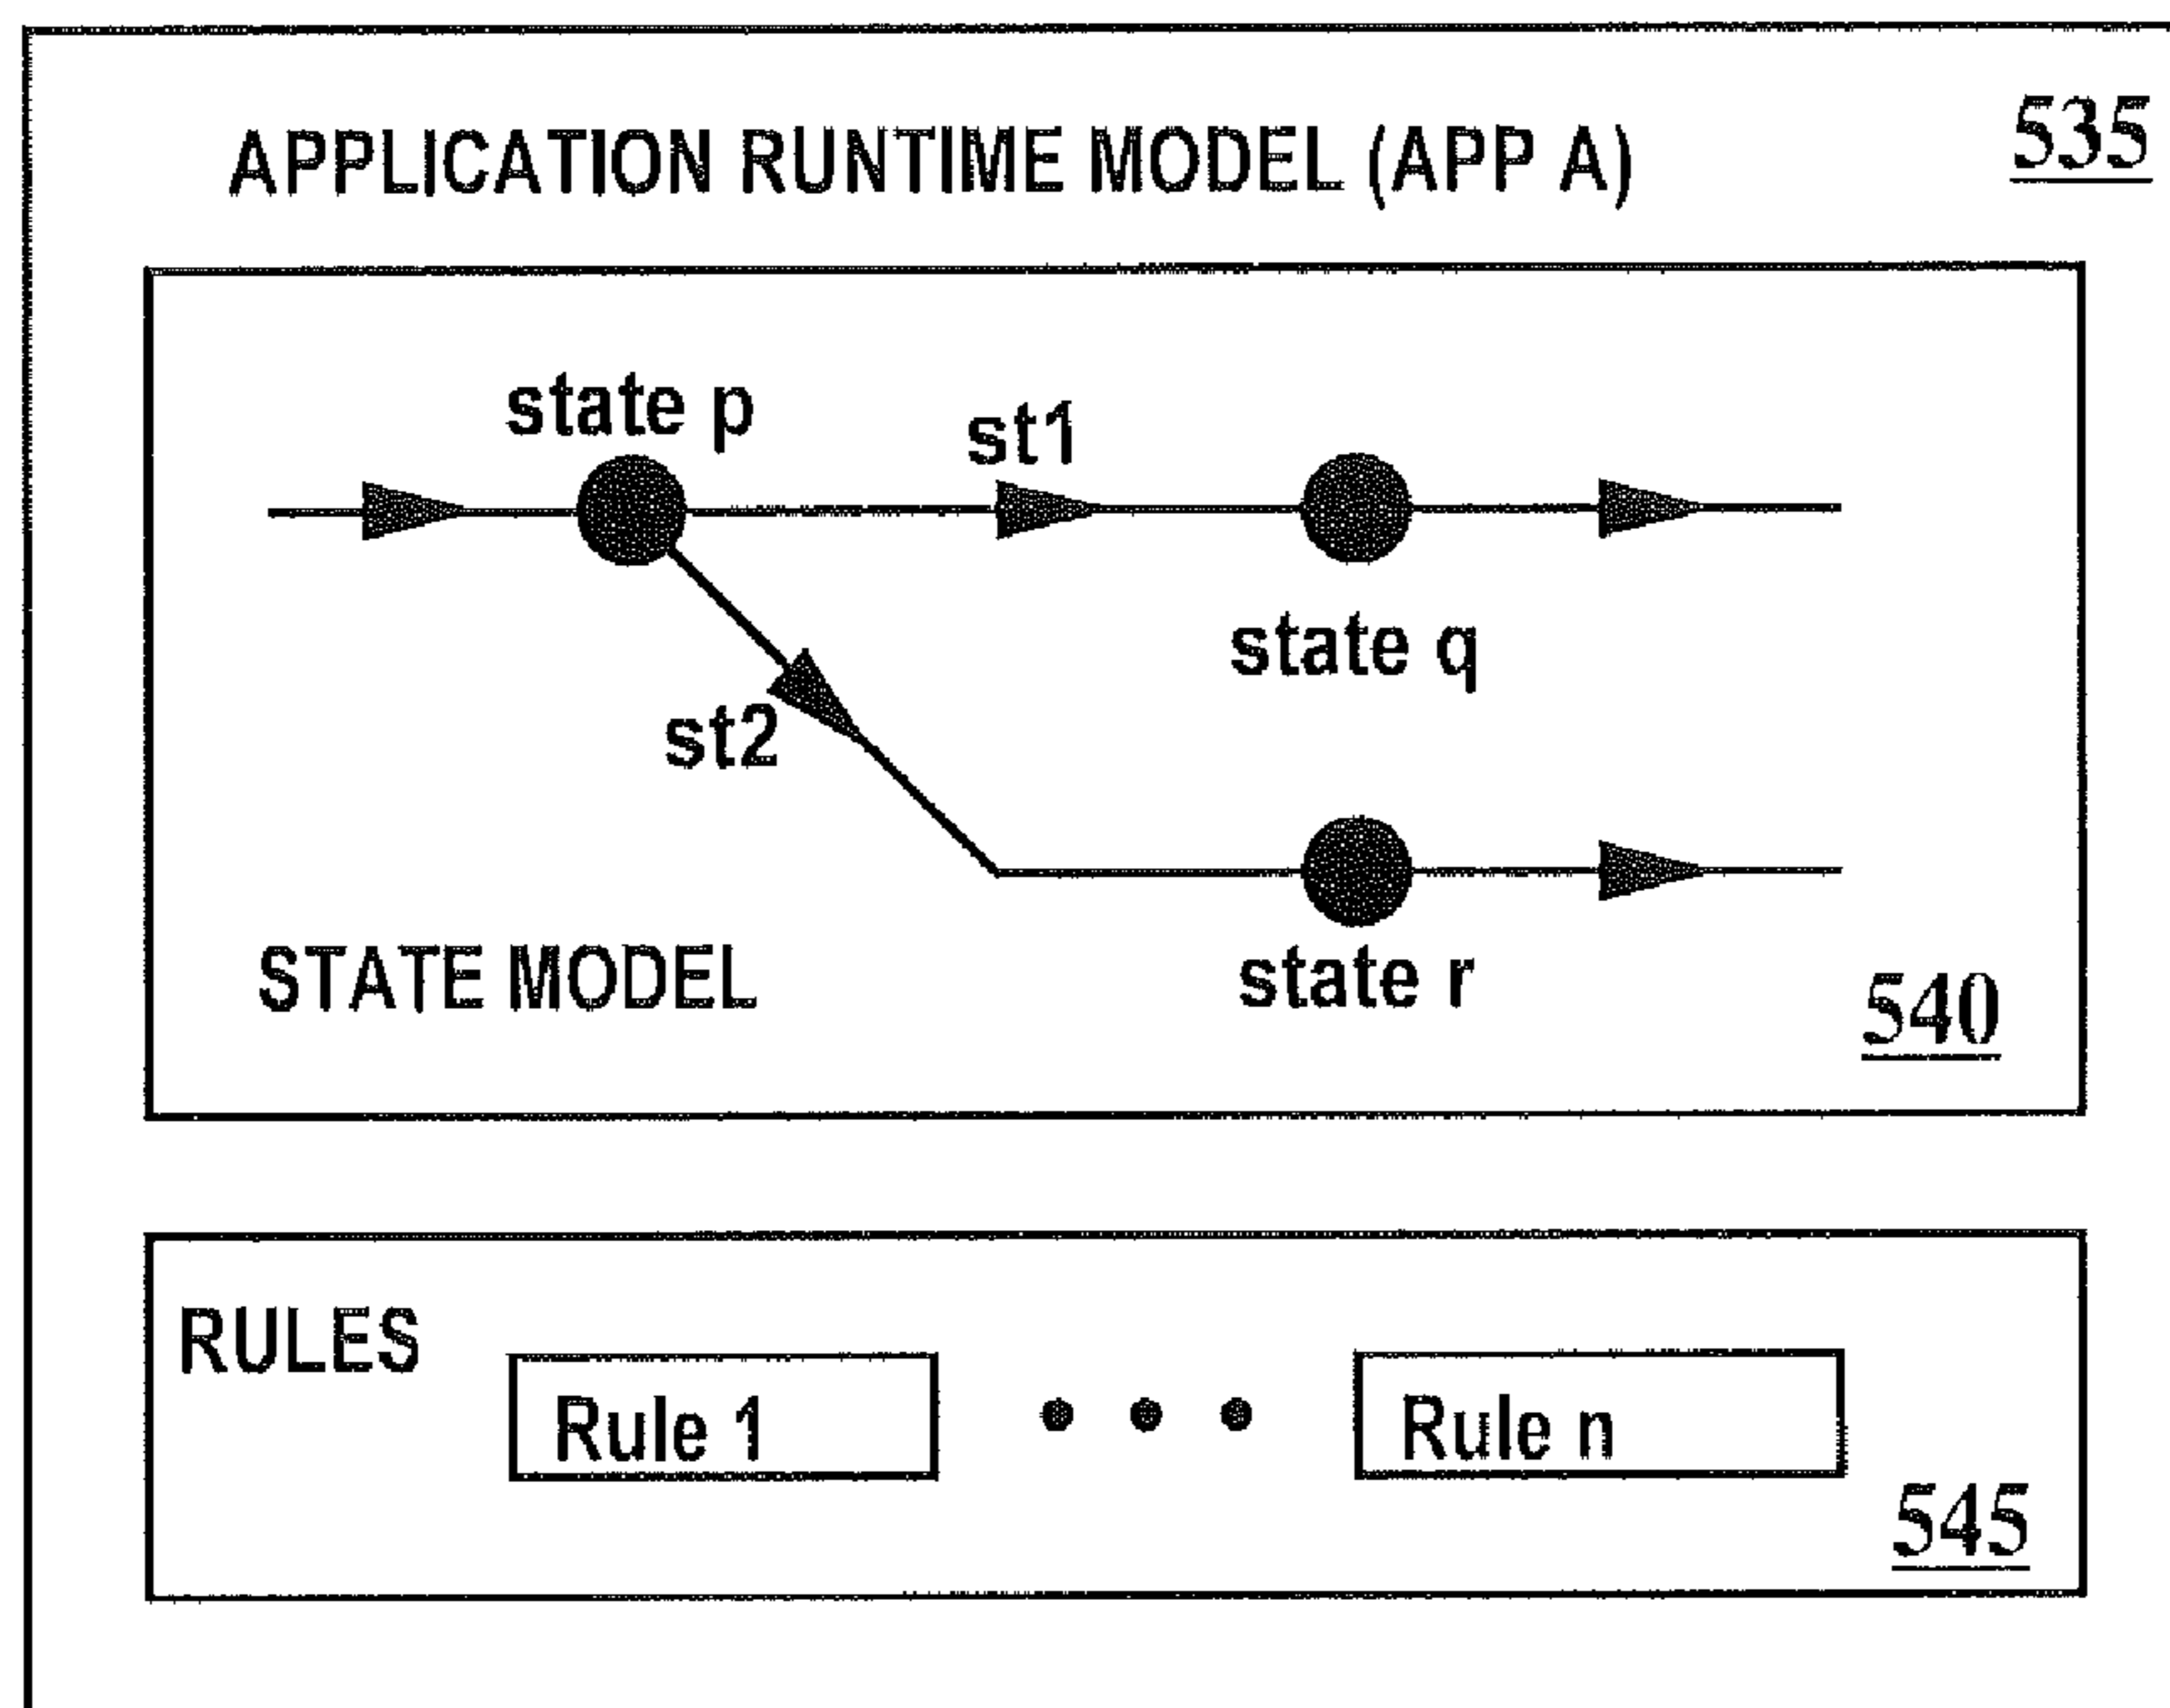 535
APPLICATION RUNTIME MODEL (APP A)
state p
st1
state q
st2
STATE MODEL
state r
540
RULES
Rule 1
Rule n
545